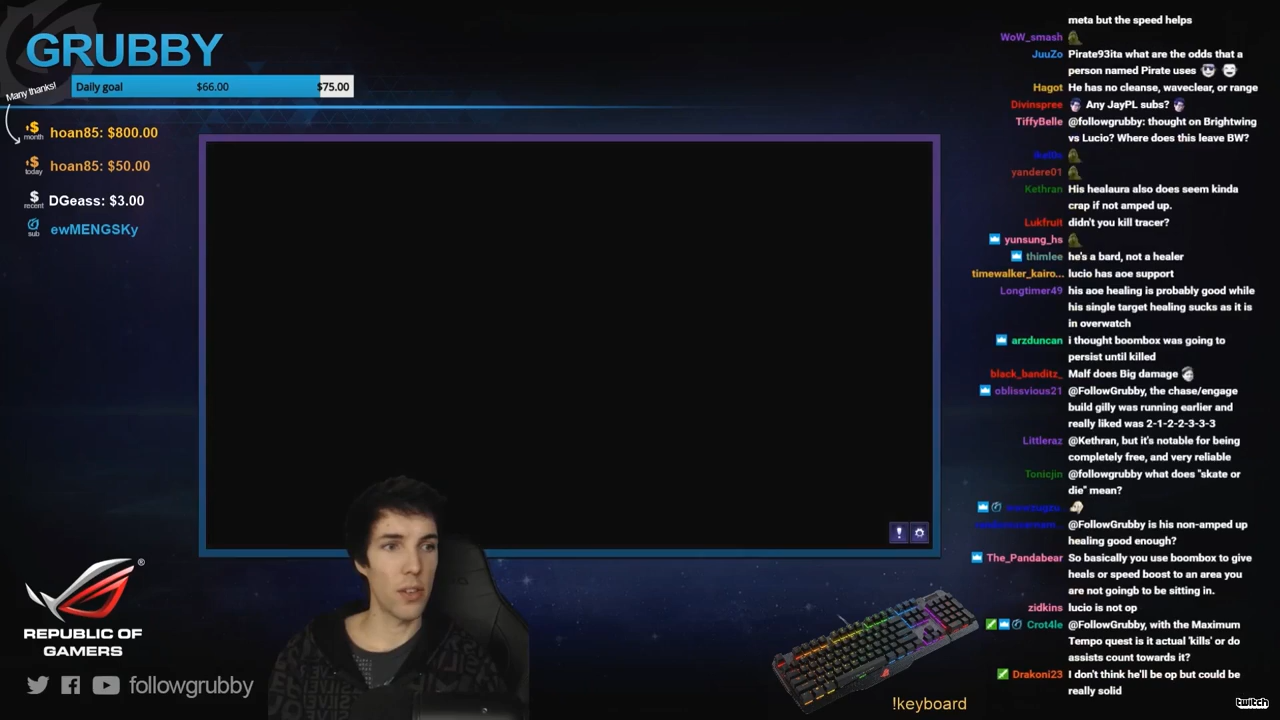 GRUBBY
Many thanks!
Daily goal $66.00 $75.00
$ month hoan85: $800.00
$ today hoan85: $50.00
$ recent DGeass: $3.00
sub ewMENGSKy
REPUBLIC OF
GAMERS
®
followgrubby
!keyboard
meta but the speed helps
WoW_smash
JuuZo Pirate93ita what are the odds that a
person named Pirate uses
Hagot He has no cleanse, waveclear, or range
Divinspree Any JayPL subs?
TiffyBelle @followgrubby: thought on Brightwing
vs Lucio? Where does this leave BW?
yandere01
Kethran His healaura also does seem kinda
crap if not amped up.
Lukfruit didn't you kill tracer?
yunsung_hs
thimlee he's a bard, not a healer
timewalker_kairo... lucio has aoe support
Longtimer49 his aoe healing is probably good while
his single target healing sucks as it is
in overwatch
arzduncan i thought boombox was going to
persist until killed
black_banditz_ Malf does Big damage
oblissvious21 @FollowGrubby, the chase/engage
build gilly was running earlier and
really liked was 2-1-2-2-3-3-3
Littleraz @Kethran, but it's notable for being
completely free, and very reliable
Tonicjin @followgrubby what does "skate or
die" mean?
@FollowGrubby is his non-amped up
healing good enough?
The_Pandabear So basically you use boombox to give
heals or speed boost to an area you
are not goingb to be sitting in.
zidkins lucio is not op
Crot4le @FollowGrubby, with the Maximum
Tempo quest is it actual 'kills' or do
assists count towards it?
Drakoni23 I don't think he'll be op but could be
really solid
twitch